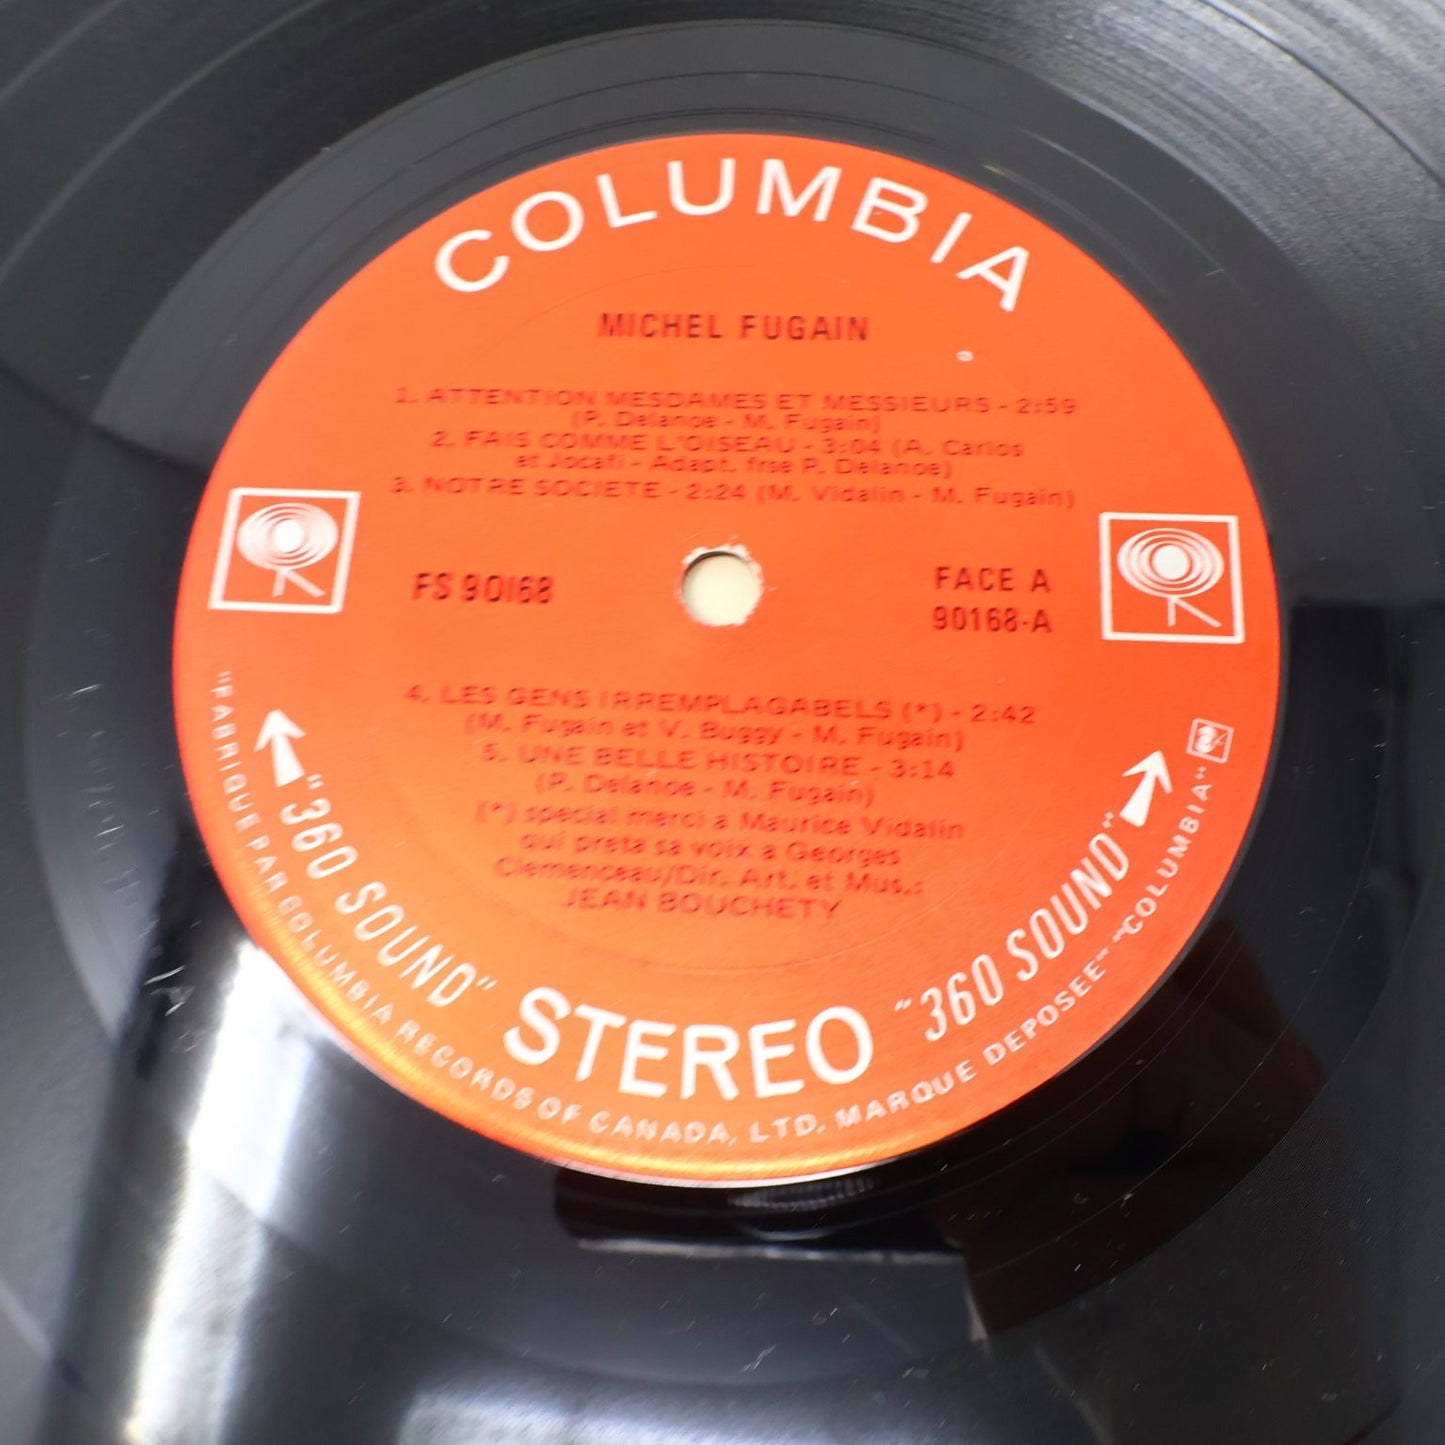 COLUMBIA
MICHEL FUGAIN
1. ATTENTION MESDAMES ET MESSIEURS - 2:59
(P. Delanoe - M. Fugain)
2. FAIS COMME L'OISEAU - 3:04 (A. Carlos
et Jocafi - Adapt. frse P. Delanoe)
3. NOTRE SOCIETE - 2:24 (M. Vidalin - M. Fugain)
FS 90168
FACE A
90168-A
4. LES GENS IRREMPLAGABELS (*) - 2:42
(M. Fugain et V. Buggy - M. Fugain)
5. UNE BELLE HISTOIRE - 3:14
(P. Delanoe - M. Fugain)
(*) special merci a Maurice Vidalin
qui preta sa voix a Georges
Clemenceau/Dir. Art. et Mus.:
JEAN BOUCHETY
"360 SOUND" STEREO "360 SOUND"
"FABRIQUE PAR COLUMBIA RECORDS OF CANADA, LTD. MARQUE DEPOSEE" "COLUMBIA"